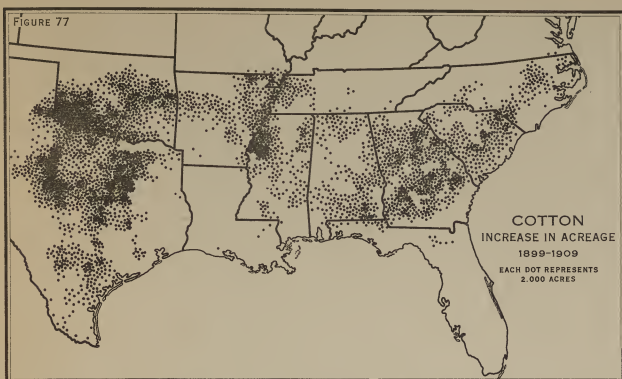 FIGURE 77
COTTON
INCREASE IN ACREAGE
1899-1909
EACH DOT REPRESENTS
2.000 ACRES